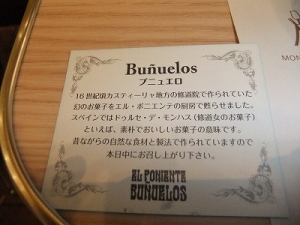 Buñuelos
ブニュエロ
16世紀頃カスティーリャ地方の修道院で作られていた
幻のお菓子をエル・ポニエンテの厨房で甦らせました。
スペインではドゥルセ・デ・モンハス(修道女のお菓子)
といえば、素朴でおいしいお菓子の意味です。
昔ながらの自然な食材と製法で作られていますので
本日中にお召し上がり下さい。
EL PONIENTE
BUÑUELOS
MON